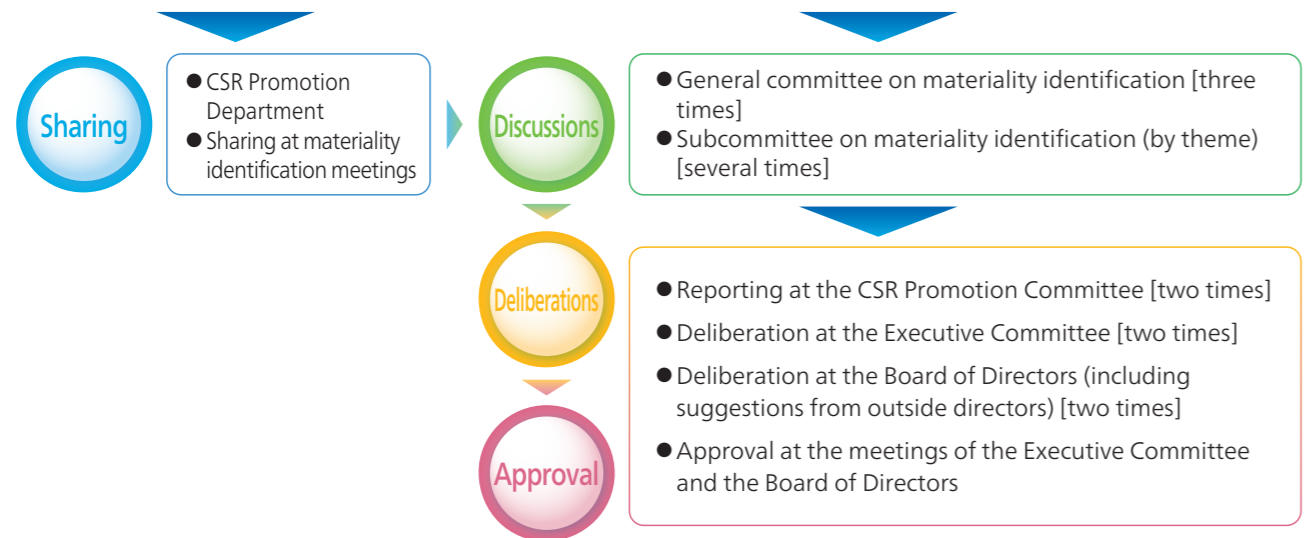 Sharing
● CSR Promotion
Department
● Sharing at materiality
identification meetings
Discussions
● General committee on materiality identification [three
times]
● Subcommittee on materiality identification (by theme)
[several times]
Deliberations
● Reporting at the CSR Promotion Committee [two times]
● Deliberation at the Executive Committee [two times]
● Deliberation at the Board of Directors (including
suggestions from outside directors) [two times]
● Approval at the meetings of the Executive Committee
and the Board of Directors
Approval